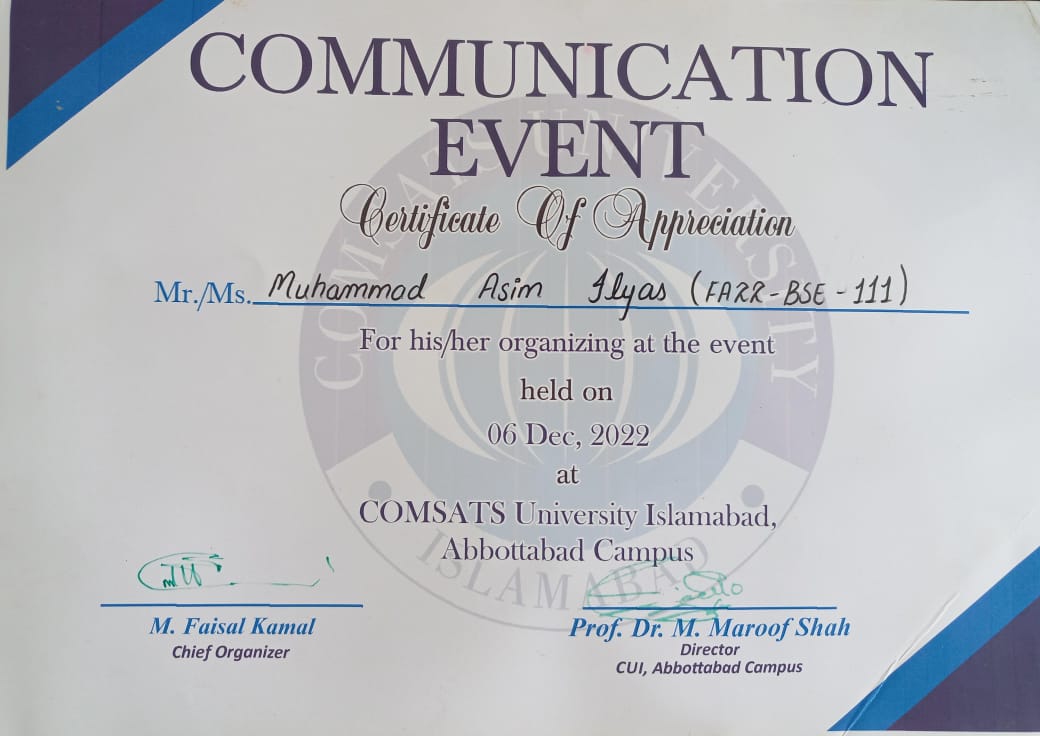 COMMUNICATION
EVENT
Certificate Of Appreciation
Mr./Ms. Muhammad Asim Ilyas (FA22-BSE-111)
For his/her organizing at the event
held on
06 Dec, 2022
at
COMSATS University Islamabad,
Abbottabad Campus
COMSATS UNIVERSITY
ISLAMABAD
M. Faisal Kamal
Chief Organizer
Prof. Dr. M. Maroof Shah
Director
CUI, Abbottabad Campus